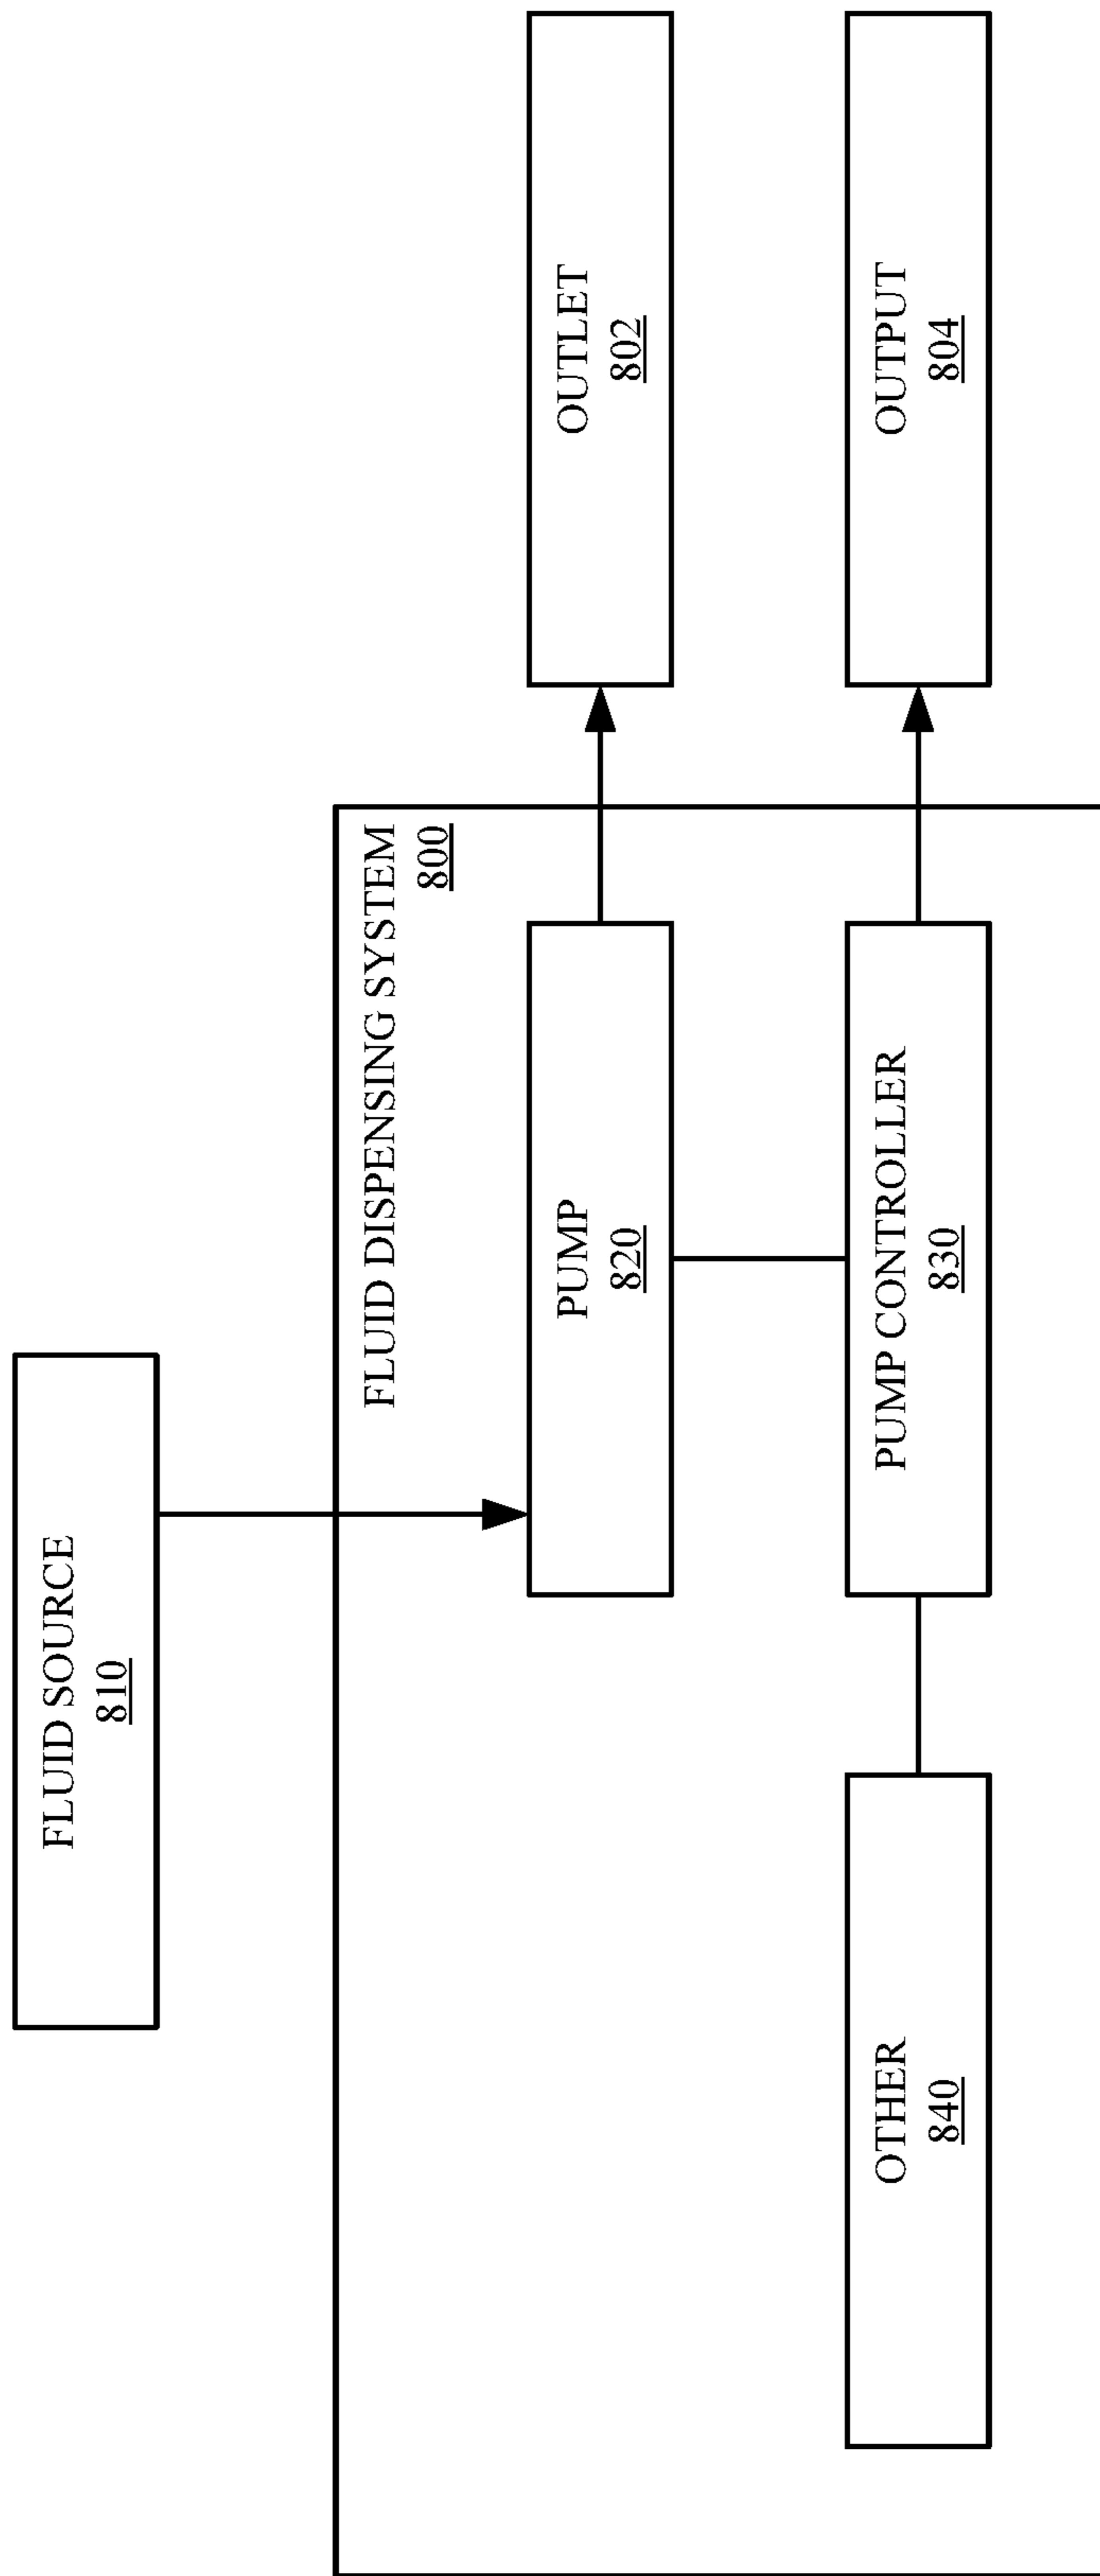 FLUID SOURCE
810
FLUID DISPENSING SYSTEM
800
PUMP
820
OUTLET
802
OTHER
840
PUMP CONTROLLER
830
OUTPUT
804